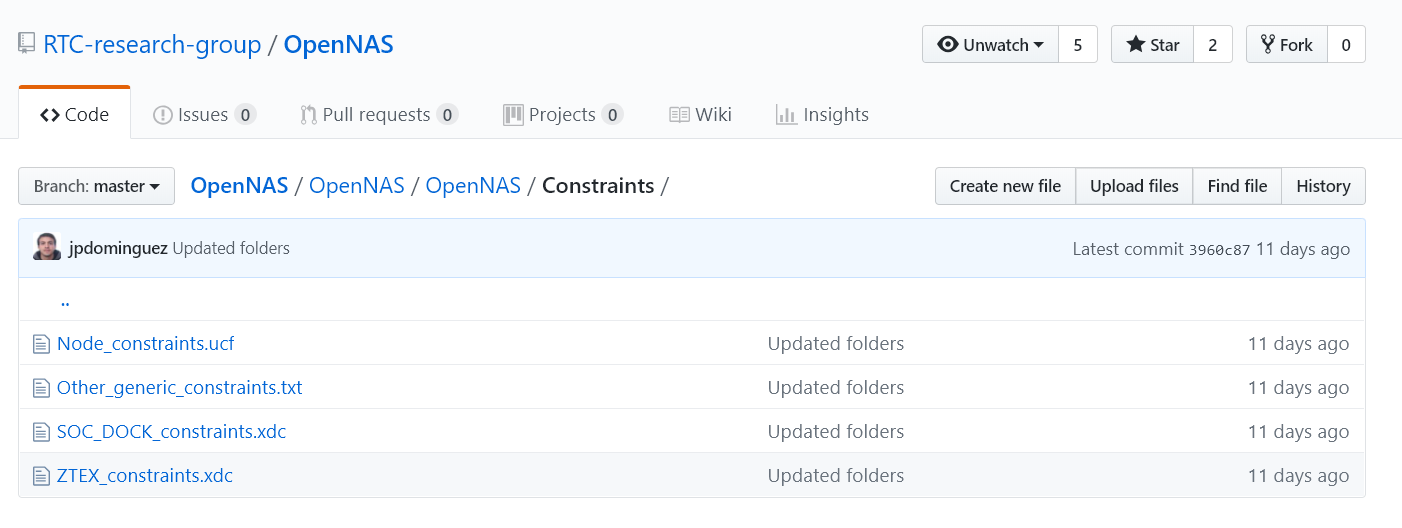 RTC-research-group / OpenNAS Unwatch 5 Star 2 Fork 0
Code Issues 0 Pull requests 0 Projects 0 Wiki Insights
Branch: master OpenNAS / OpenNAS / OpenNAS / Constraints / Create new file Upload files Find file History
jpdominguez Updated folders Latest commit 3960c87 11 days ago
..
Node_constraints.ucf Updated folders 11 days ago
Other_generic_constraints.txt Updated folders 11 days ago
SOC_DOCK_constraints.xdc Updated folders 11 days ago
ZTEX_constraints.xdc Updated folders 11 days ago